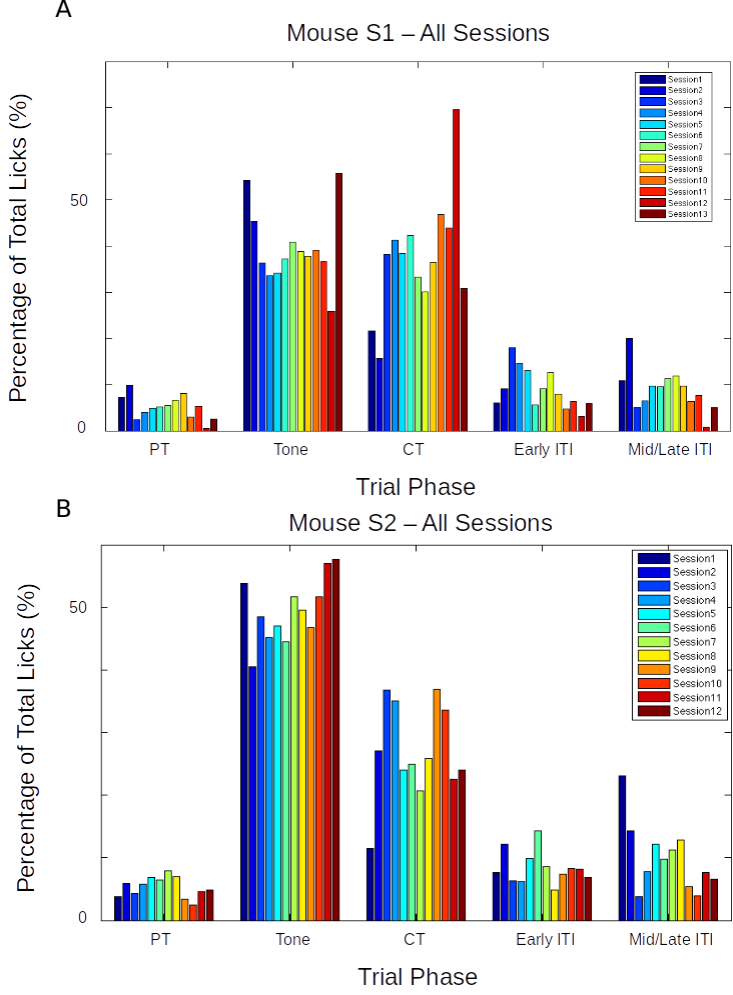 A
Mouse S1 – All Sessions
Percentage of Total Licks (%)
50
0
Session1
Session2
Session3
Session4
Session5
Session6
Session7
Session8
Session9
Session10
Session11
Session12
Session13
PT Tone CT Early ITI Mid/Late ITI
Trial Phase
B
Mouse S2 – All Sessions
Percentage of Total Licks (%)
50
0
Session1
Session2
Session3
Session4
Session5
Session6
Session7
Session8
Session9
Session10
Session11
Session12
PT Tone CT Early ITI Mid/Late ITI
Trial Phase